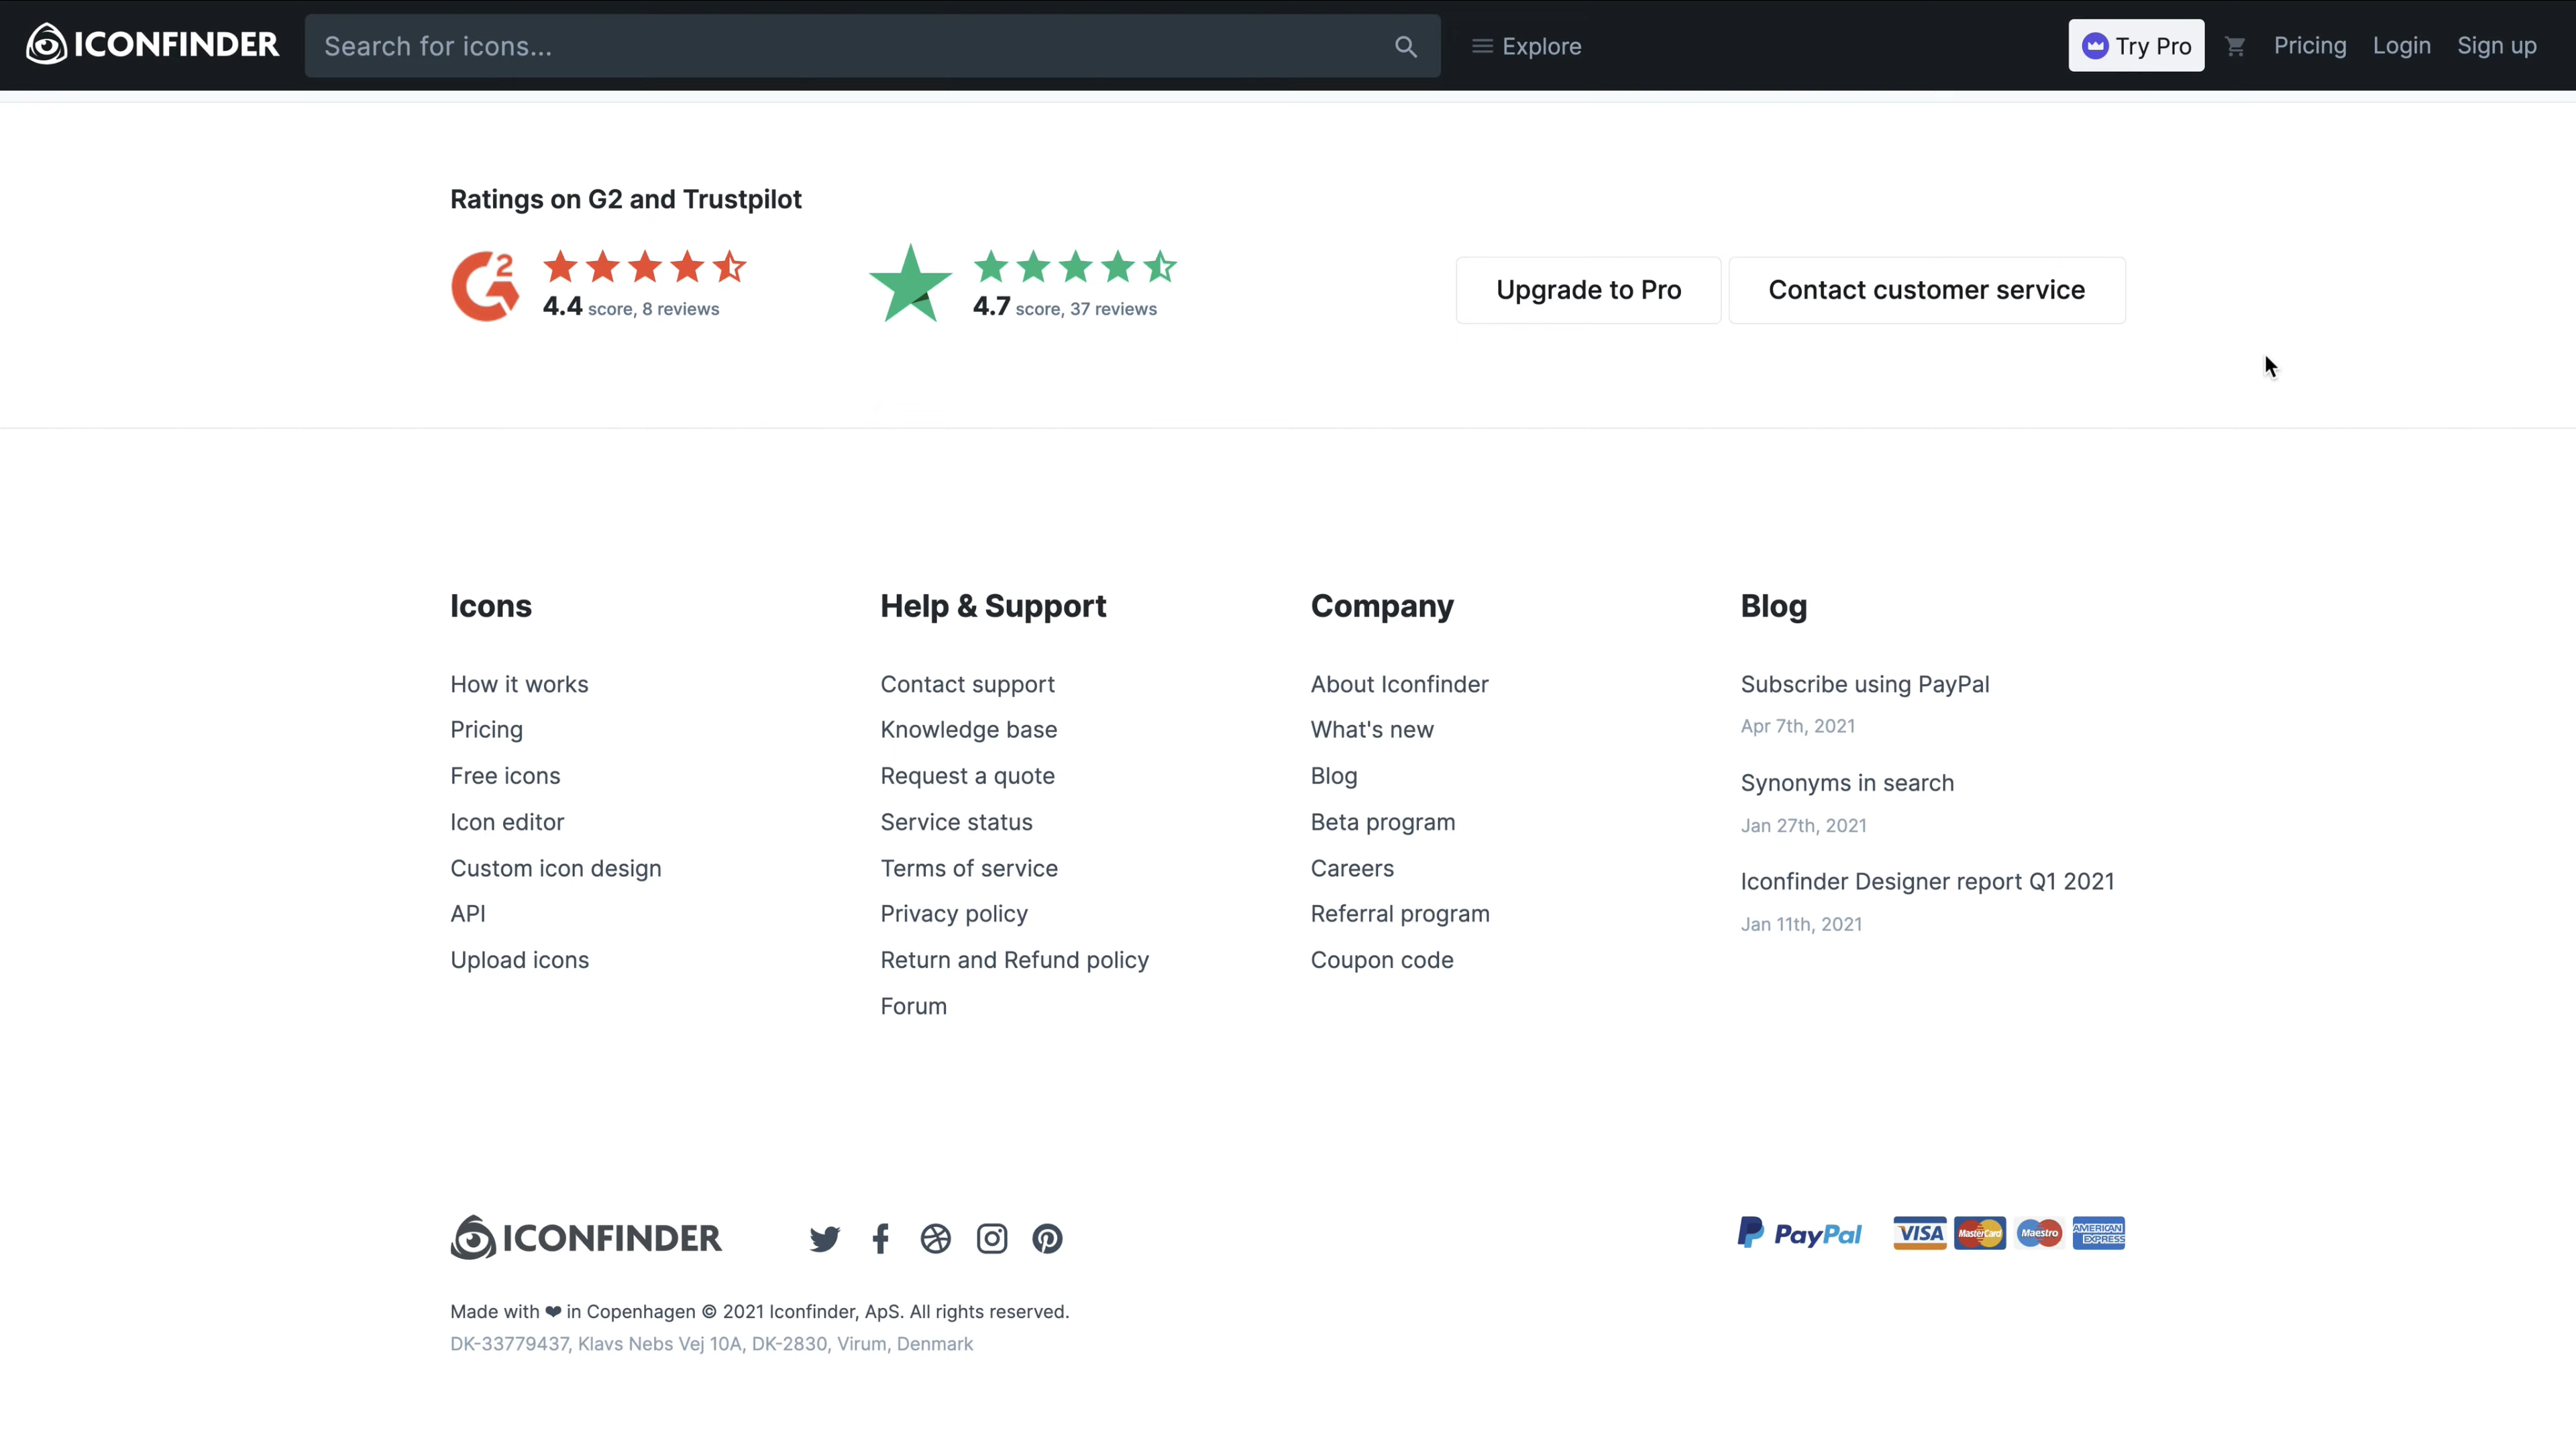 ICONFINDER
Search for icons...
Explore
Try Pro
Pricing
Login
Sign up
Ratings on G2 and Trustpilot
4.4 score, 8 reviews
4.7 score, 37 reviews
Upgrade to Pro
Contact customer service
Icons
How it works
Pricing
Free icons
Icon editor
Custom icon design
API
Upload icons
Help & Support
Contact support
Knowledge base
Request a quote
Service status
Terms of service
Privacy policy
Return and Refund policy
Forum
Company
About Iconfinder
What's new
Blog
Beta program
Careers
Referral program
Coupon code
Blog
Subscribe using PayPal
Apr 7th, 2021
Synonyms in search
Jan 27th, 2021
Iconfinder Designer report Q1 2021
Jan 11th, 2021
ICONFINDER
PayPal
VISA
MasterCard
Maestro
AMERICAN
EXPRESS
Made with ❤ in Copenhagen © 2021 Iconfinder, ApS. All rights reserved.
DK-33779437, Klavs Nebs Vej 10A, DK-2830, Virum, Denmark